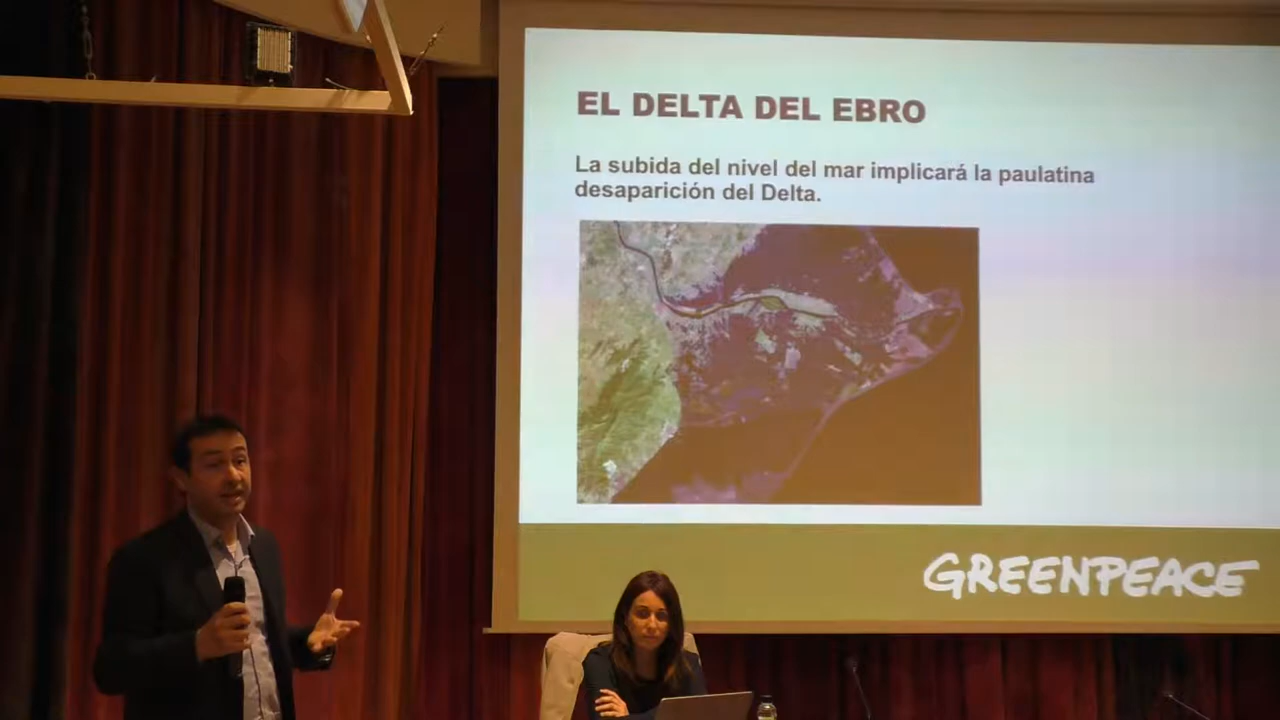 EL DELTA DEL EBRO
La subida del nivel del mar implicará la paulatina
desaparición del Delta.
GREENPEACE